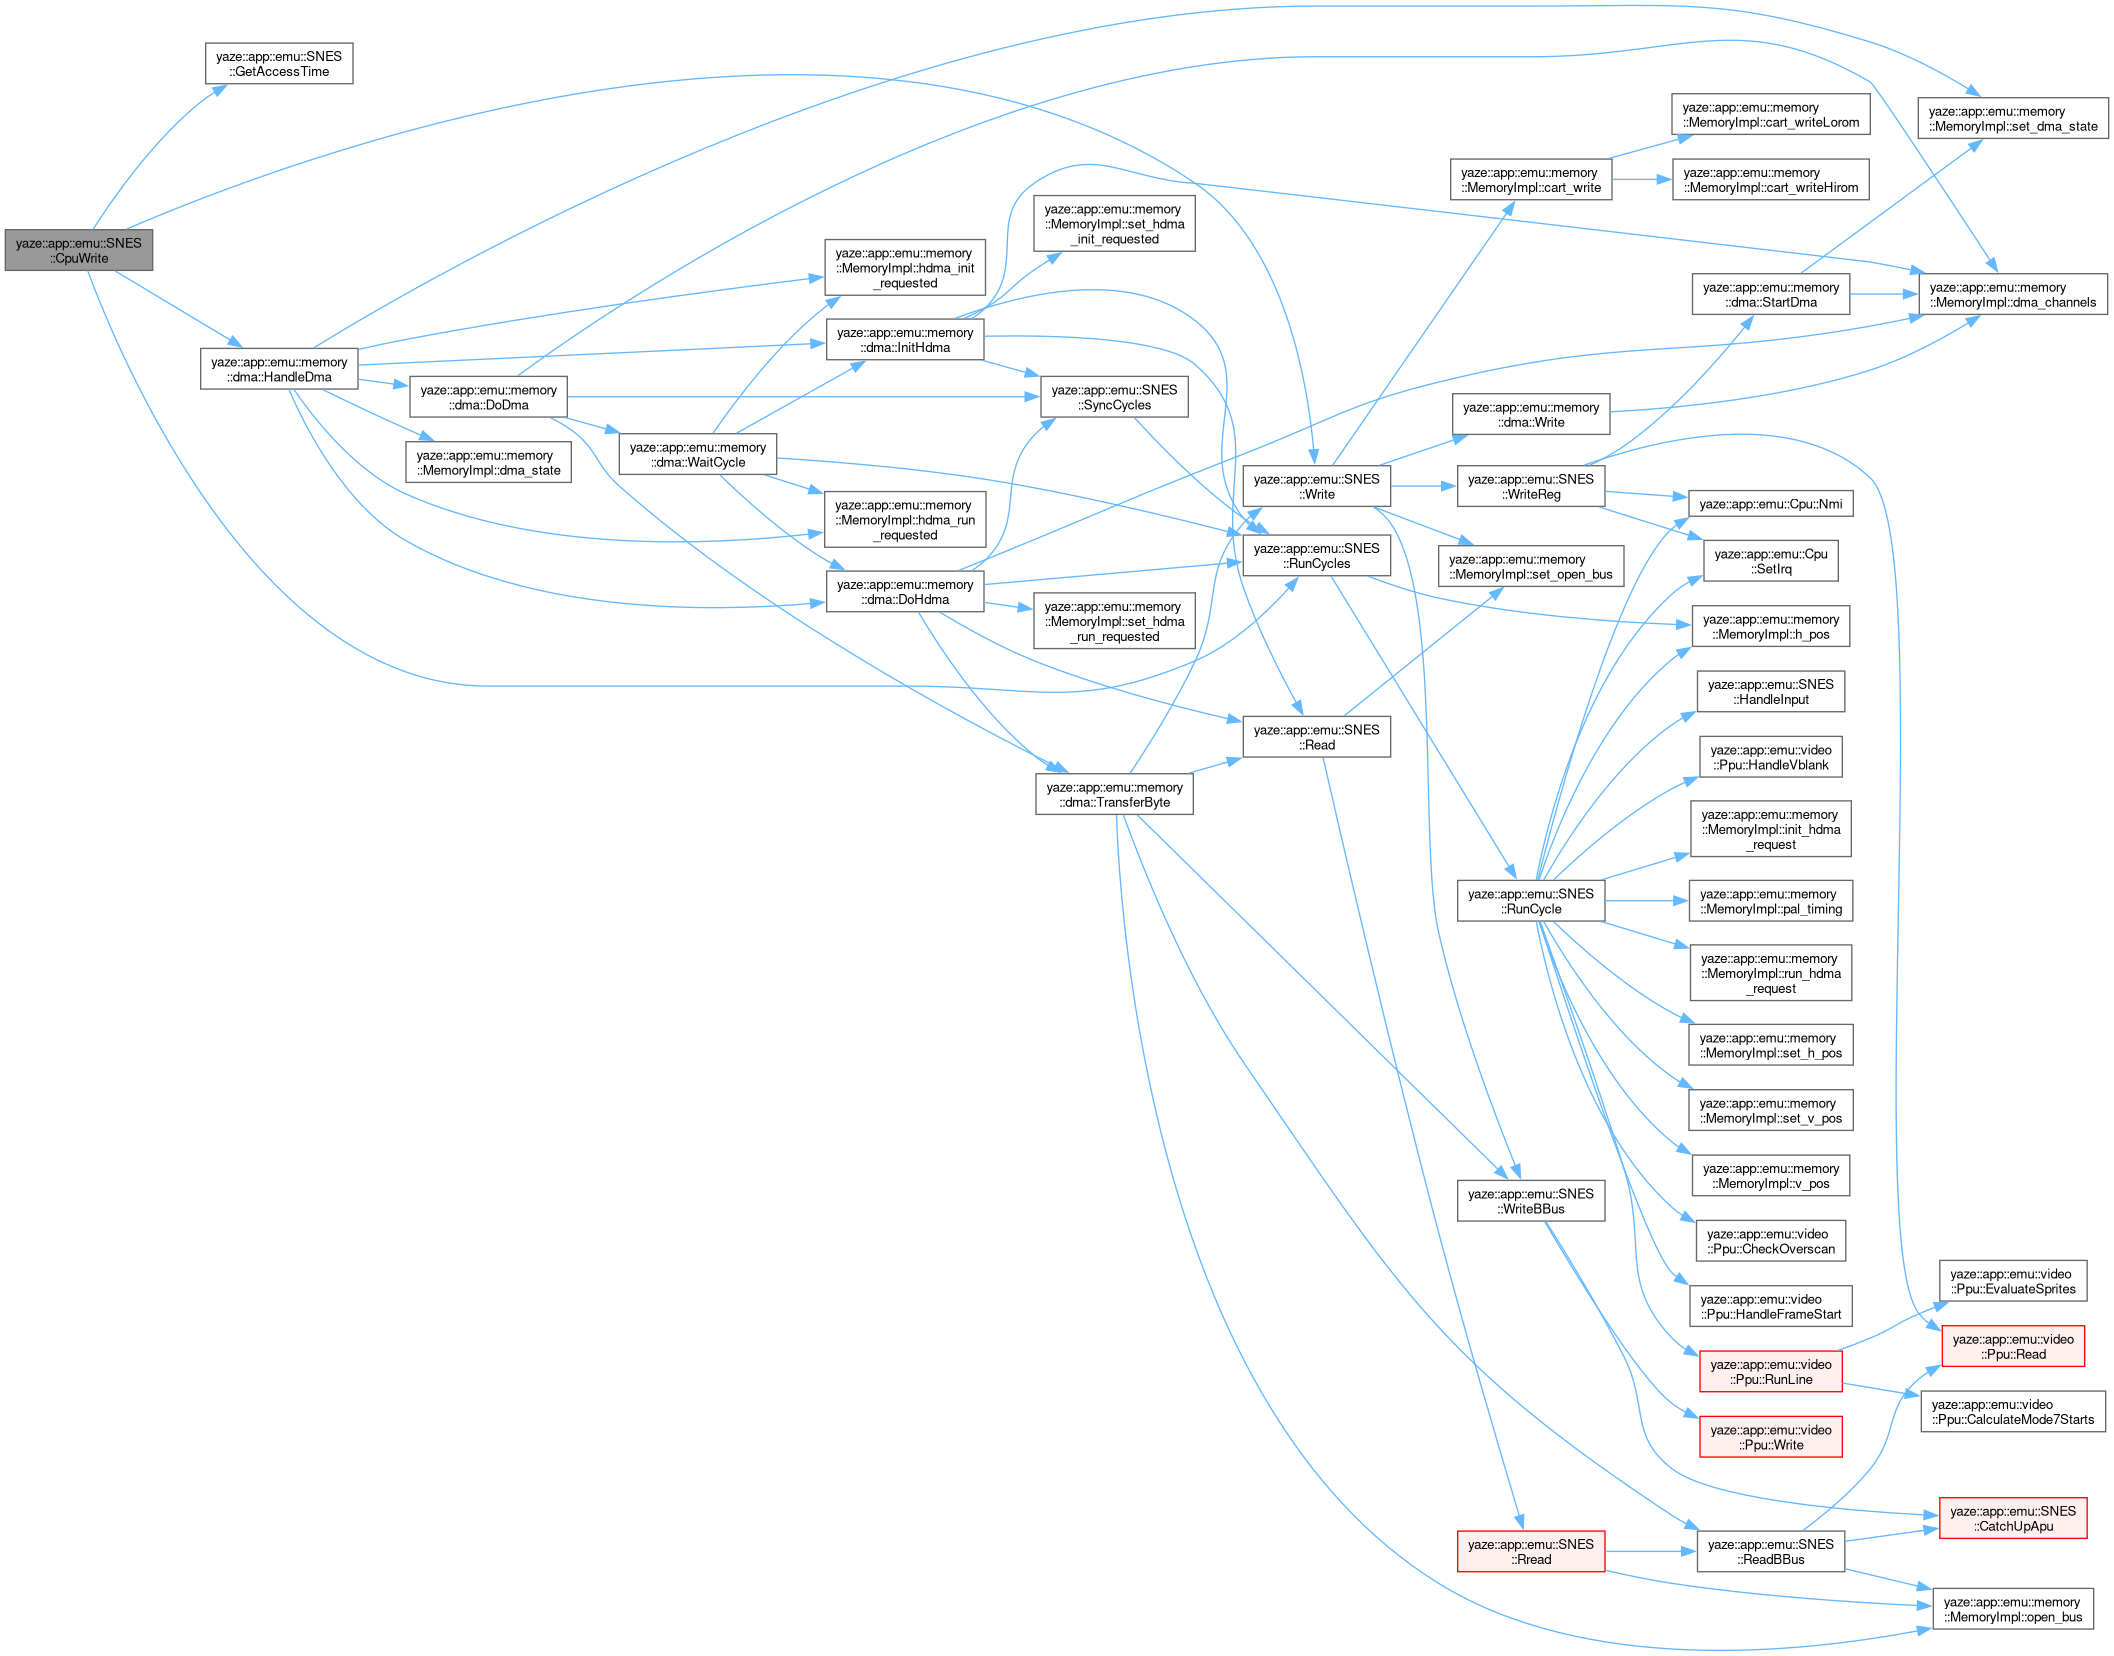 yaze::app::emu::SNES
::CpuWrite
yaze::app::emu::SNES
::GetAccessTime
yaze::app::emu::memory
::dma::HandleDma
yaze::app::emu::memory
::dma::DoDma
yaze::app::emu::memory
::MemoryImpl::dma_state
yaze::app::emu::memory
::dma::WaitCycle
yaze::app::emu::memory
::MemoryImpl::hdma_init
_requested
yaze::app::emu::memory
::dma::InitHdma
yaze::app::emu::memory
::MemoryImpl::hdma_run
_requested
yaze::app::emu::memory
::dma::DoHdma
yaze::app::emu::memory
::MemoryImpl::set_hdma
_init_requested
yaze::app::emu::SNES
::SyncCycles
yaze::app::emu::memory
::MemoryImpl::set_hdma
_run_requested
yaze::app::emu::memory
::dma::TransferByte
yaze::app::emu::SNES
::Write
yaze::app::emu::SNES
::RunCycles
yaze::app::emu::SNES
::Read
yaze::app::emu::memory
::MemoryImpl::cart_write
yaze::app::emu::memory
::dma::Write
yaze::app::emu::SNES
::WriteReg
yaze::app::emu::memory
::MemoryImpl::set_open_bus
yaze::app::emu::SNES
::RunCycle
yaze::app::emu::SNES
::WriteBBus
yaze::app::emu::SNES
::Rread
yaze::app::emu::memory
::MemoryImpl::cart_writeLorom
yaze::app::emu::memory
::MemoryImpl::cart_writeHirom
yaze::app::emu::memory
::dma::StartDma
yaze::app::emu::Cpu::Nmi
yaze::app::emu::Cpu
::SetIrq
yaze::app::emu::memory
::MemoryImpl::h_pos
yaze::app::emu::SNES
::HandleInput
yaze::app::emu::video
::Ppu::HandleVblank
yaze::app::emu::memory
::MemoryImpl::init_hdma
_request
yaze::app::emu::memory
::MemoryImpl::pal_timing
yaze::app::emu::memory
::MemoryImpl::run_hdma
_request
yaze::app::emu::memory
::MemoryImpl::set_h_pos
yaze::app::emu::memory
::MemoryImpl::set_v_pos
yaze::app::emu::memory
::MemoryImpl::v_pos
yaze::app::emu::video
::Ppu::CheckOverscan
yaze::app::emu::video
::Ppu::HandleFrameStart
yaze::app::emu::video
::Ppu::RunLine
yaze::app::emu::video
::Ppu::Write
yaze::app::emu::SNES
::ReadBBus
yaze::app::emu::memory
::MemoryImpl::set_dma_state
yaze::app::emu::memory
::MemoryImpl::dma_channels
yaze::app::emu::video
::Ppu::EvaluateSprites
yaze::app::emu::video
::Ppu::Read
yaze::app::emu::video
::Ppu::CalculateMode7Starts
yaze::app::emu::SNES
::CatchUpApu
yaze::app::emu::memory
::MemoryImpl::open_bus